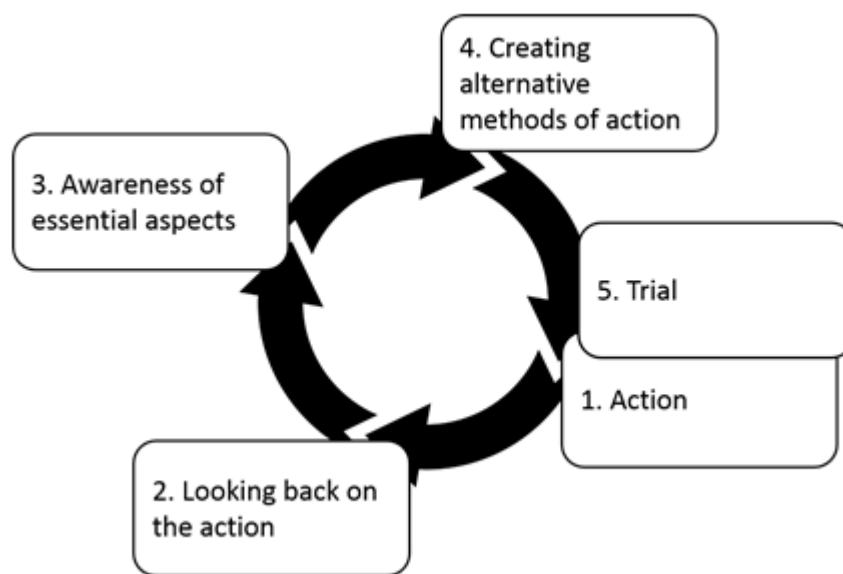 4. Creating
alternative
methods of action
3. Awareness of
essential aspects
5. Trial
1. Action
2. Looking back on
the action